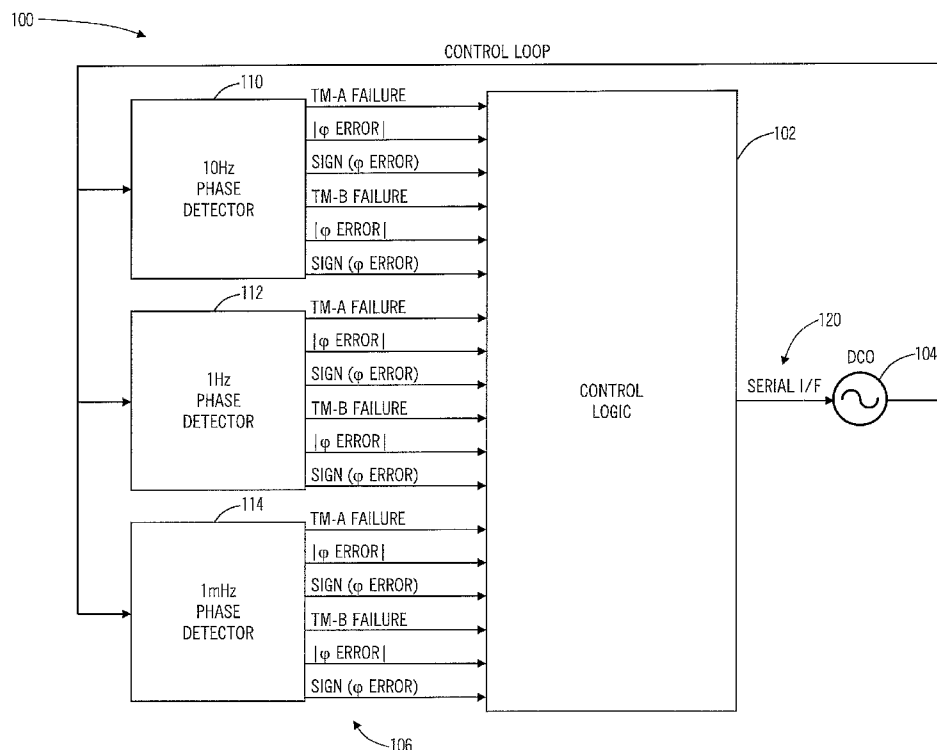 100
CONTROL LOOP
110
10Hz
PHASE
DETECTOR
TM-A FAILURE
|φ ERROR|
SIGN (φ ERROR)
TM-B FAILURE
|φ ERROR|
SIGN (φ ERROR)
112
1Hz
PHASE
DETECTOR
TM-A FAILURE
|φ ERROR|
SIGN (φ ERROR)
TM-B FAILURE
|φ ERROR|
SIGN (φ ERROR)
114
1mHz
PHASE
DETECTOR
TM-A FAILURE
|φ ERROR|
SIGN (φ ERROR)
TM-B FAILURE
|φ ERROR|
SIGN (φ ERROR)
106
CONTROL
LOGIC
102
120
SERIAL I/F
DCO
104